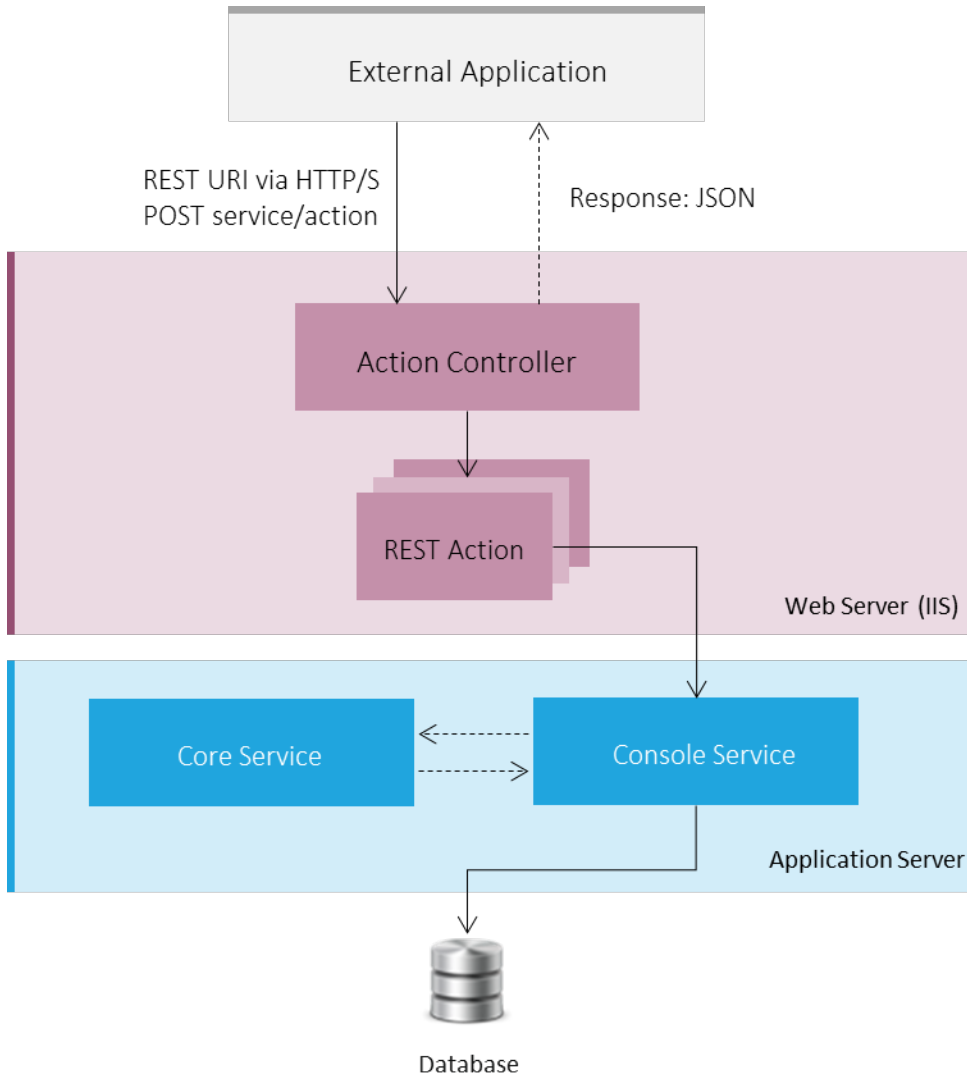 External Application
REST URI via HTTP/S
POST service/action
Response: JSON
Action Controller
REST Action
Web Server (IIS)
Core Service
Console Service
Application Server
Database